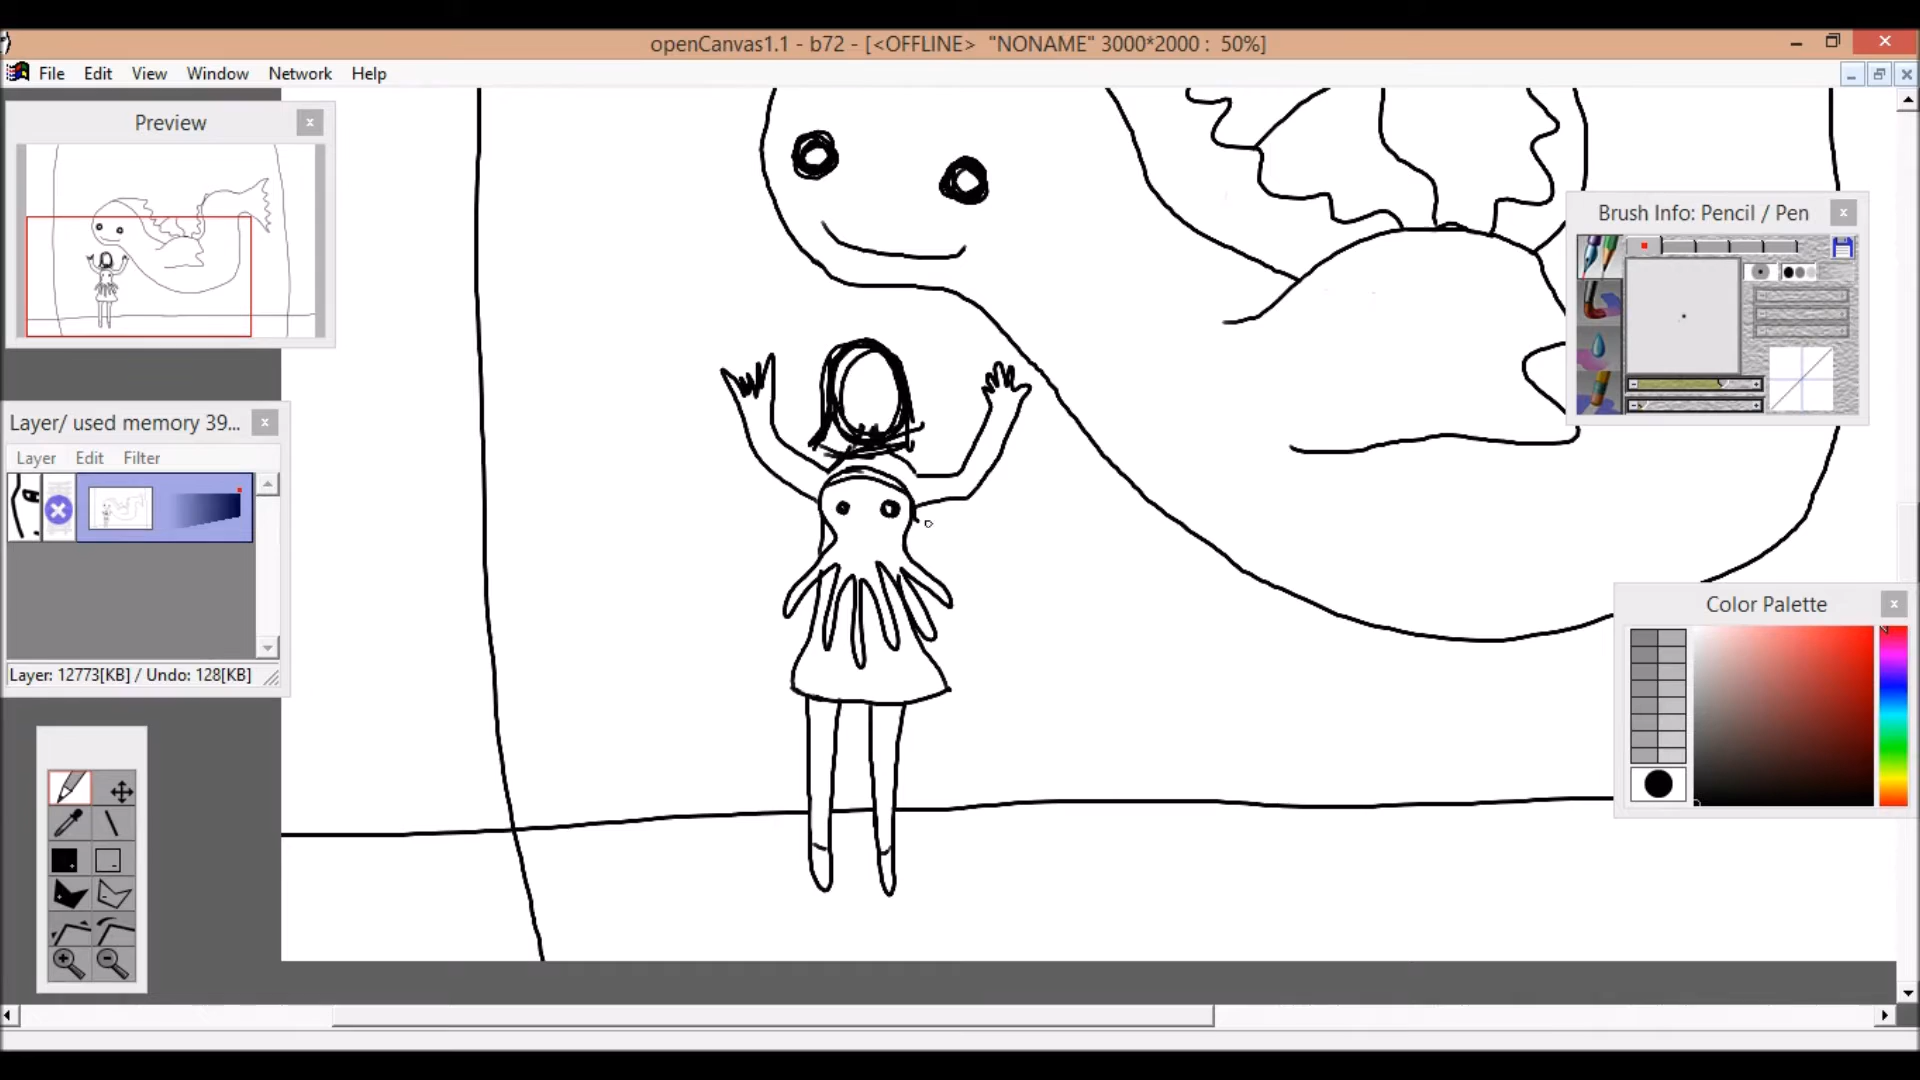 openCanvas1.1 - b72 - [<OFFLINE> "NONAME" 3000*2000 : 50%]
File Edit View Window Network Help
Preview
Brush Info: Pencil / Pen
Layer/ used memory 39...
Layer Edit Filter
Layer: 12773[KB] / Undo: 128[KB]
Color Palette